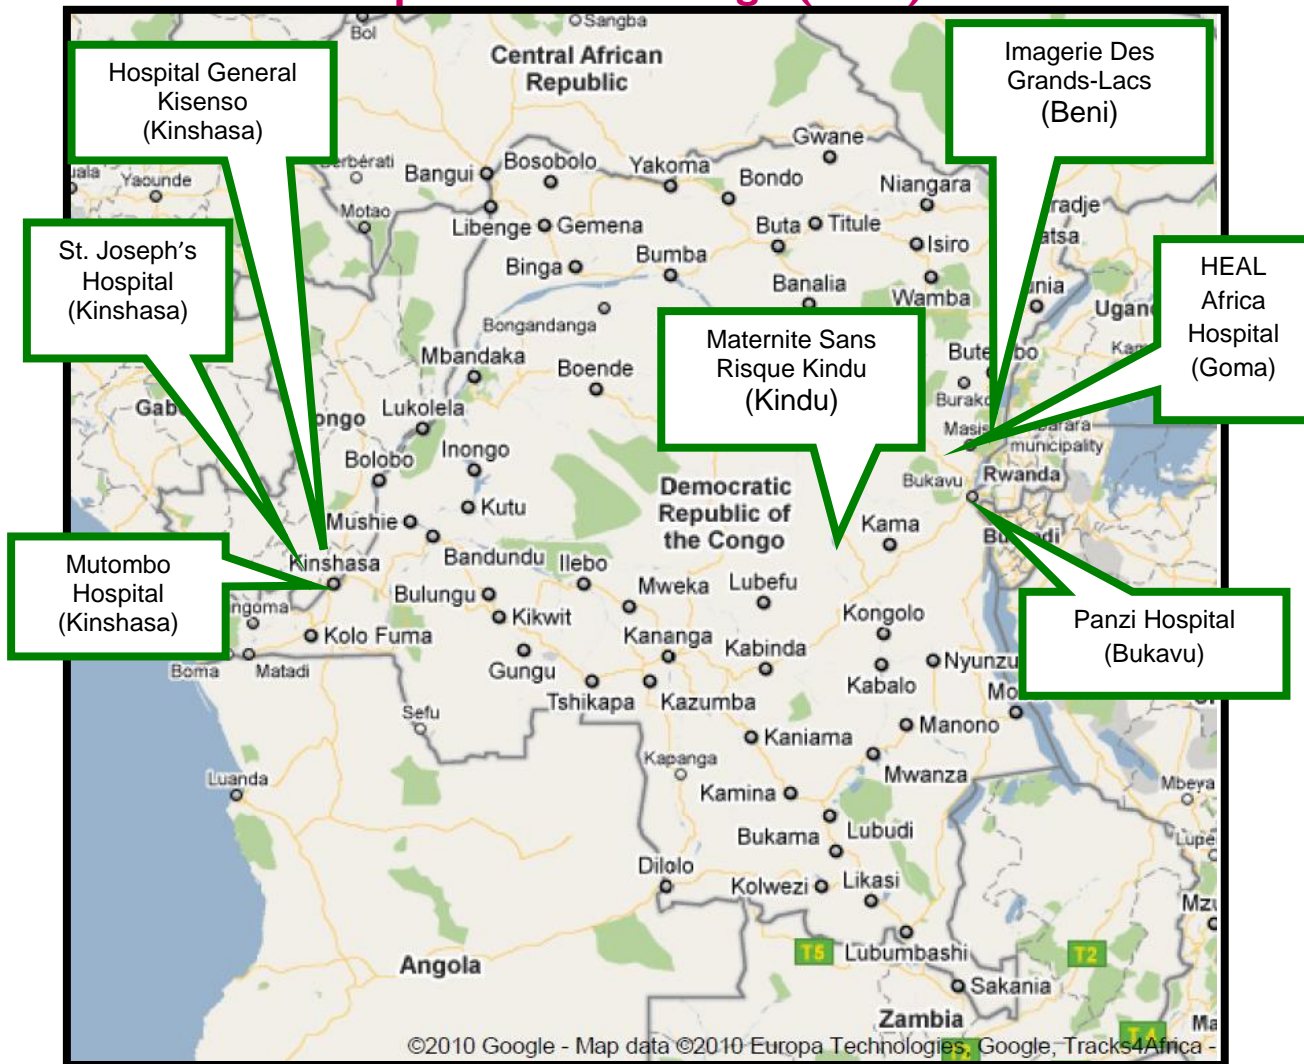 Sangba
Bol
Central African
Republic
Hospital General
Kisenso
(Kinshasa)
Imagerie Des
Grands-Lacs
(Beni)
Gwane
Bangui
Bosobolo
Yakoma
Bondo
Niangara
Yaounde
Motao
Libenge
Gemena
Buta
Titule
Isiro
St. Joseph's
Hospital
(Kinshasa)
Binga
Bumba
Banalia
Wamba
HEAL
Africa
Hospital
(Goma)
Bongandanga
Maternite Sans
Risque Kindu
(Kindu)
Mbandaka
Boende
Lukolela
Inongo
Bolobo
Kutu
Bukavu
Rwanda
municipality
Democratic
Republic of
the Congo
Mushie
Bandundu
Ilebo
Kama
Kinshasa
Mutombo
Hospital
(Kinshasa)
Bulungu
Mweka
Lubefu
Kikwit
Kongolo
Panzi Hospital
(Bukavu)
Kolo Fuma
Kananga
Kabinda
Boma
Matadi
Gungu
Kabalo
Tshikapa
Kazumba
Sefu
Manono
Kaniama
Kapanga
Mwanza
Luanda
Kamina
Mbeya
Bukama
Lubudi
Dilolo
Kolwezi
Likasi
Angola
T5
Lubumbashi
T2
Sakania
Zambia
©2010 Google - Map data ©2010 Europa Technologies, Google, Tracks4Africa -